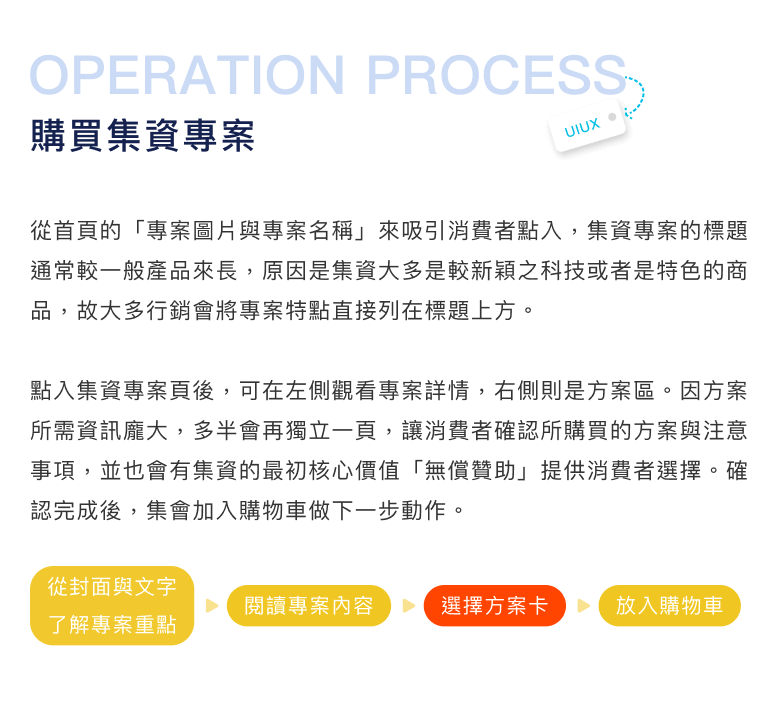 OPERATION PROCESS
UIUX
購買集資專案
從首頁的「專案圖片與專案名稱」來吸引消費者點入，集資專案的標題
通常較一般產品來長，原因是集資大多是較新穎之科技或者是特色的商
品，故大多行銷會將專案特點直接列在標題上方。
點入集資專案頁後，可在左側觀看專案詳情，右側則是方案區。因方案
所需資訊龐大，多半會再獨立一頁，讓消費者確認所購買的方案與注意
事項，並也會有集資的最初核心價值「無償贊助」提供消費者選擇。確
認完成後，集會加入購物車做下一步動作。
從封面與文字
了解專案重點
閱讀專案內容
選擇方案卡
放入購物車